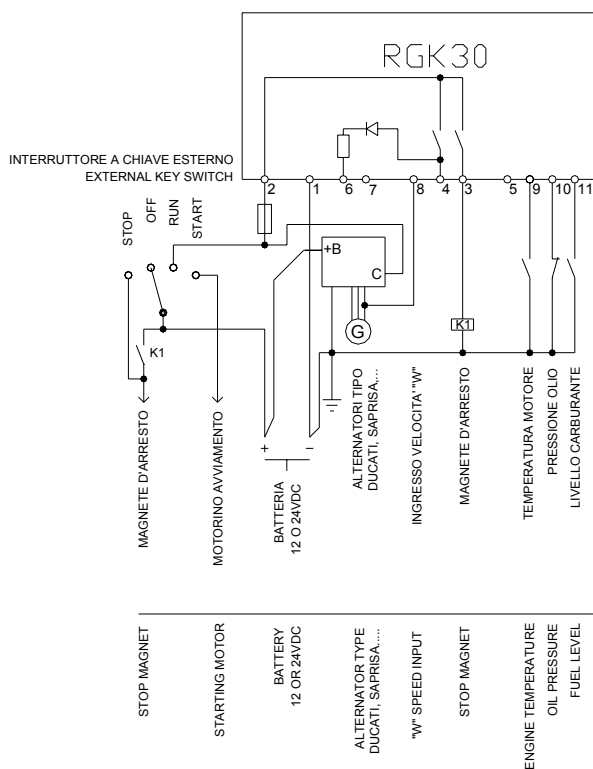 RGK30
INTERRUTTORE A CHIAVE ESTERNO
EXTERNAL KEY SWITCH
2
1
6
7
8
4
3
5
9
10
11
STOP
OFF
RUN
START
+B
C
G
K1
K1
+
−
MAGNETE D'ARRESTO
MOTORINO AVVIAMENTO
BATTERIA
12 O 24VDC
ALTERNATORI TIPO
DUCATI, SAPRISA,...
INGRESSO VELOCITA' "W"
MAGNETE D'ARRESTO
TEMPERATURA MOTORE
PRESSIONE OLIO
LIVELLO CARBURANTE
STOP MAGNET
STARTING MOTOR
BATTERY
12 OR 24VDC
ALTERNATOR TYPE
DUCATI, SAPRISA....
"W" SPEED INPUT
STOP MAGNET
ENGINE TEMPERATURE
OIL PRESSURE
FUEL LEVEL